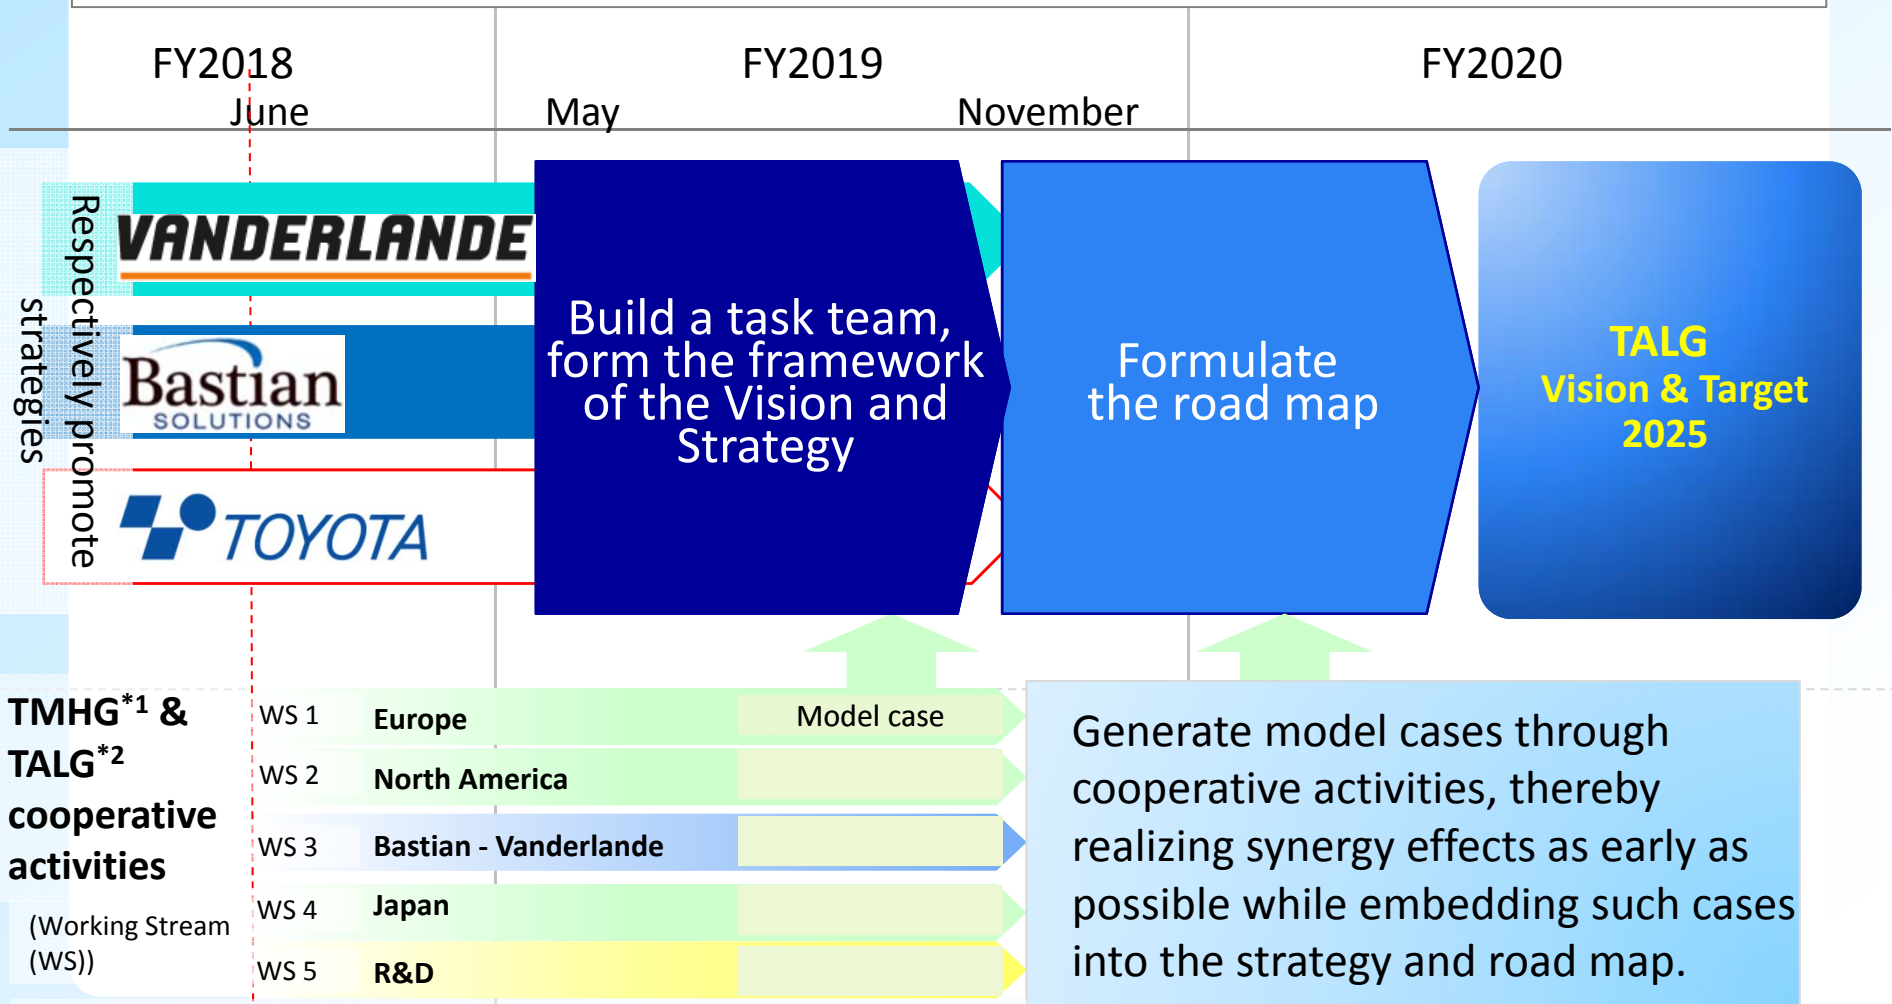 FY2018
FY2019
FY2020
June
May
November
Respectively promote
strategies
VANDERLANDE
Bastian
SOLUTIONS
TOYOTA
Build a task team,
form the framework
of the Vision and
Strategy
Formulate
the road map
TALG
Vision & Target
2025
TMHG*1 &
TALG*2
cooperative
activities
(Working Stream
(WS))
WS 1 Europe Model case
WS 2 North America
WS 3 Bastian - Vanderlande
WS 4 Japan
WS 5 R&D
Generate model cases through
cooperative activities, thereby
realizing synergy effects as early as
possible while embedding such cases
into the strategy and road map.